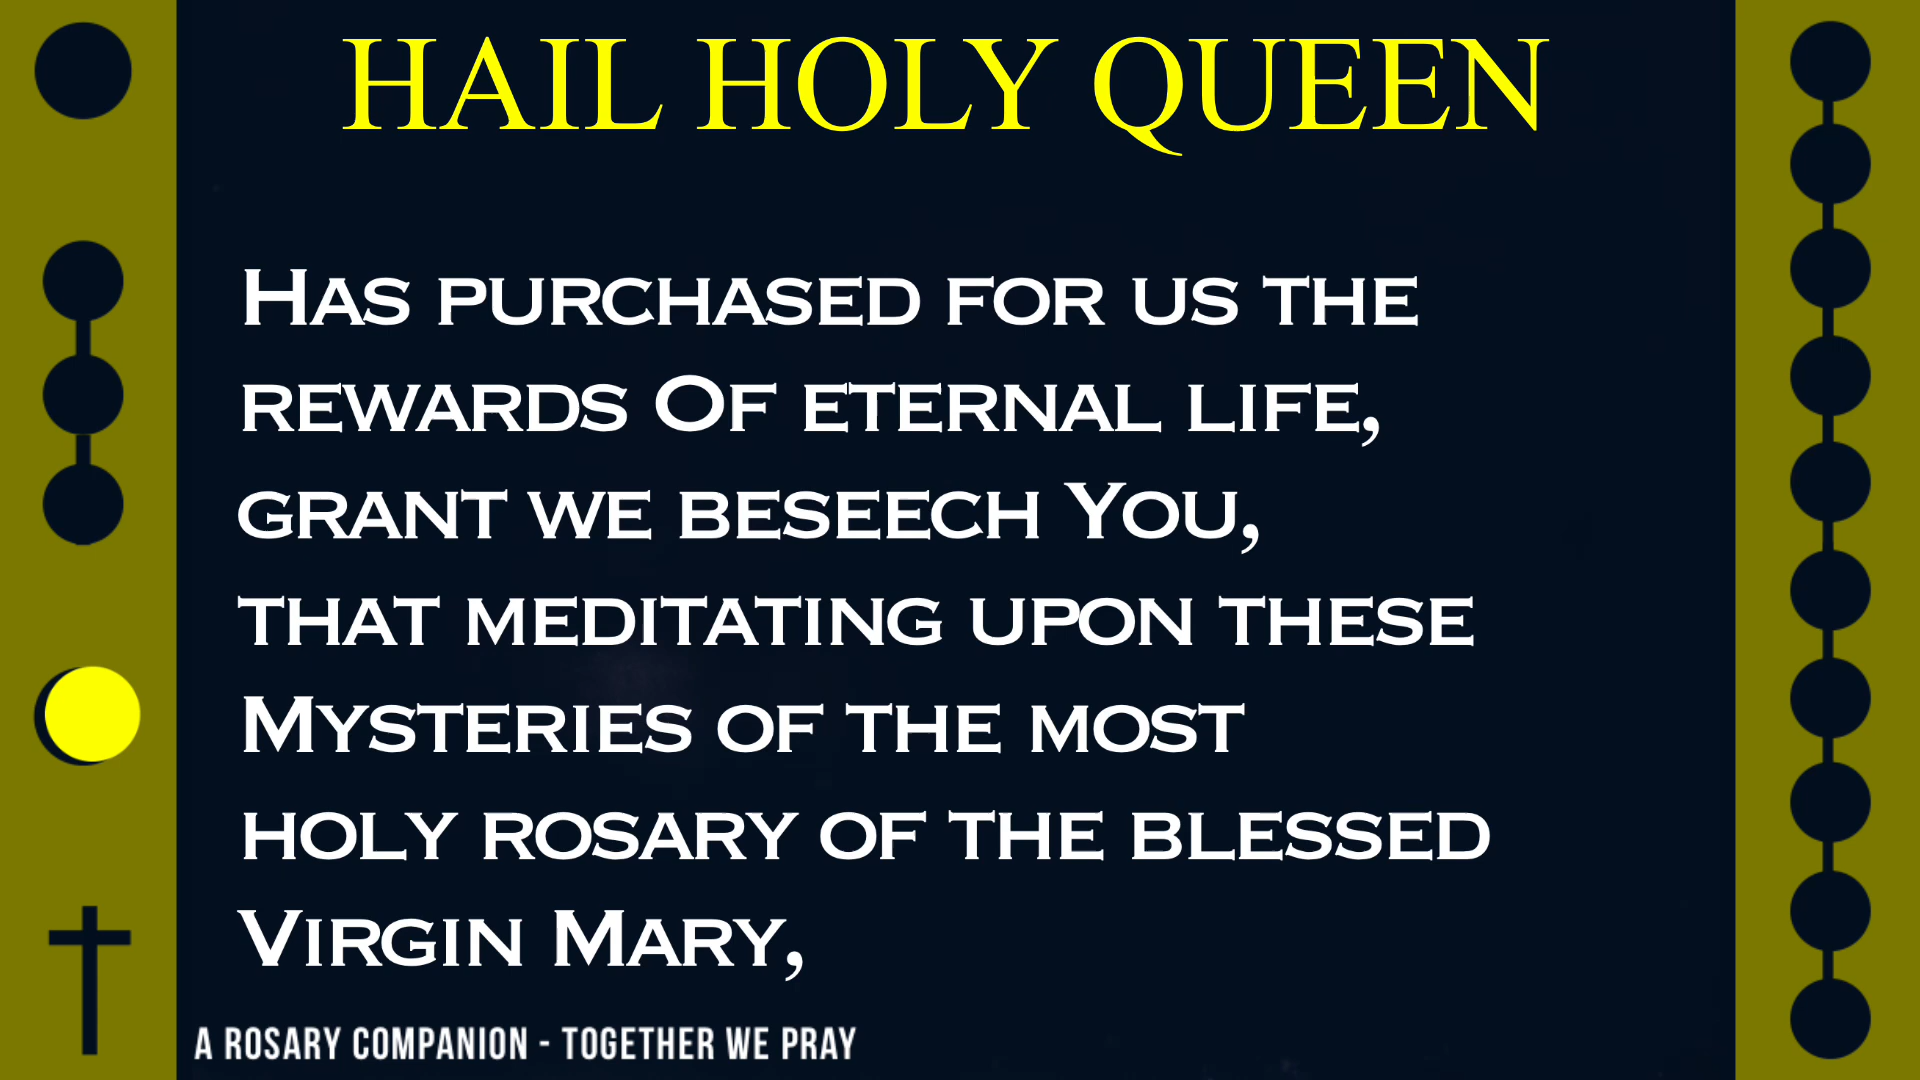 HAIL HOLY QUEEN
Has purchased for us the
rewards Of eternal life,
grant we beseech You,
that meditating upon these
Mysteries of the most
holy rosary of the blessed
Virgin Mary,
A ROSARY COMPANION - TOGETHER WE PRAY